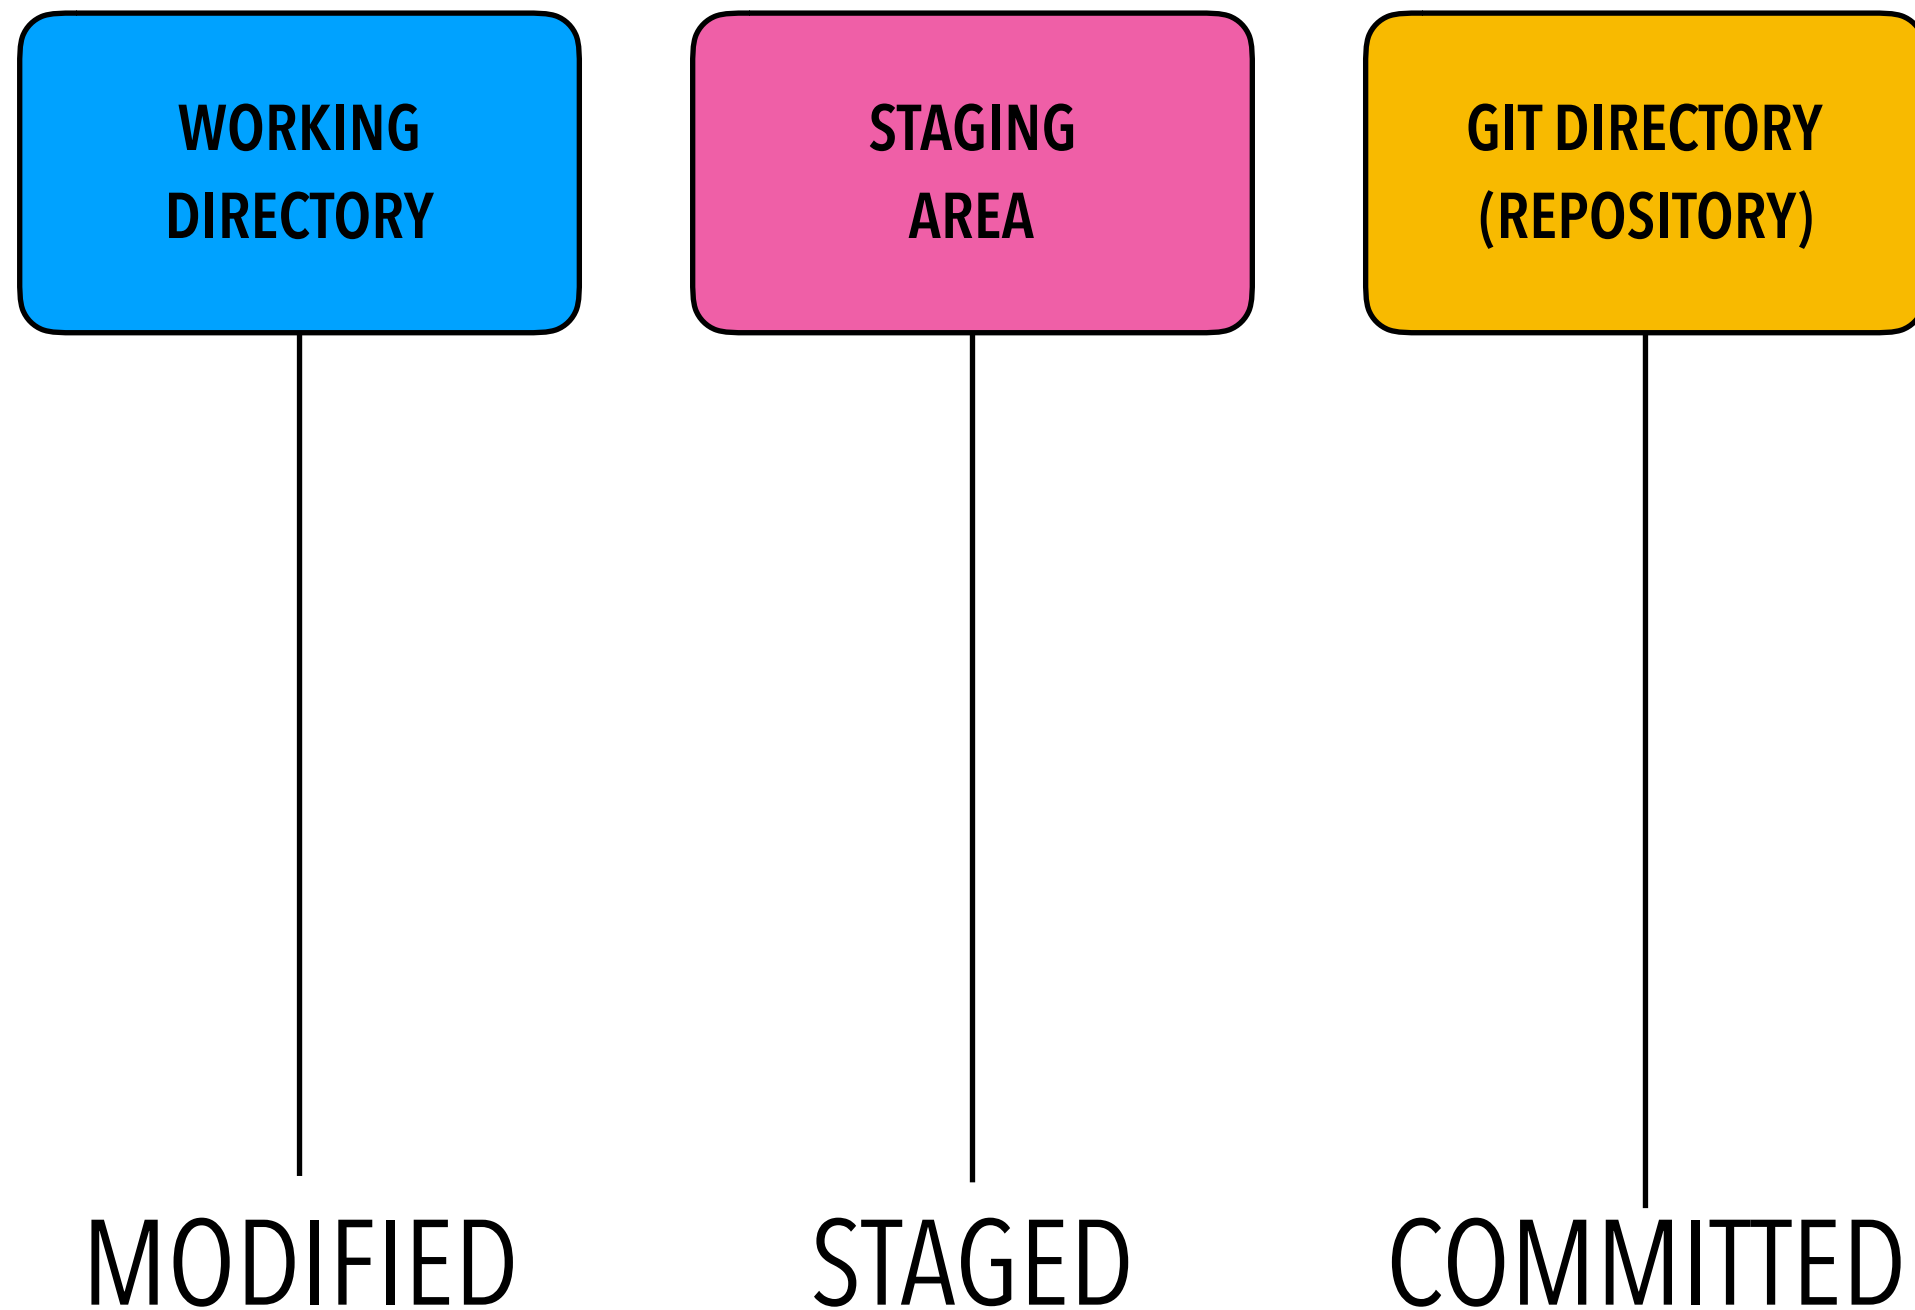 WORKING
DIRECTORY
STAGING
AREA
GIT DIRECTORY
(REPOSITORY)
MODIFIED
STAGED
COMMITTED